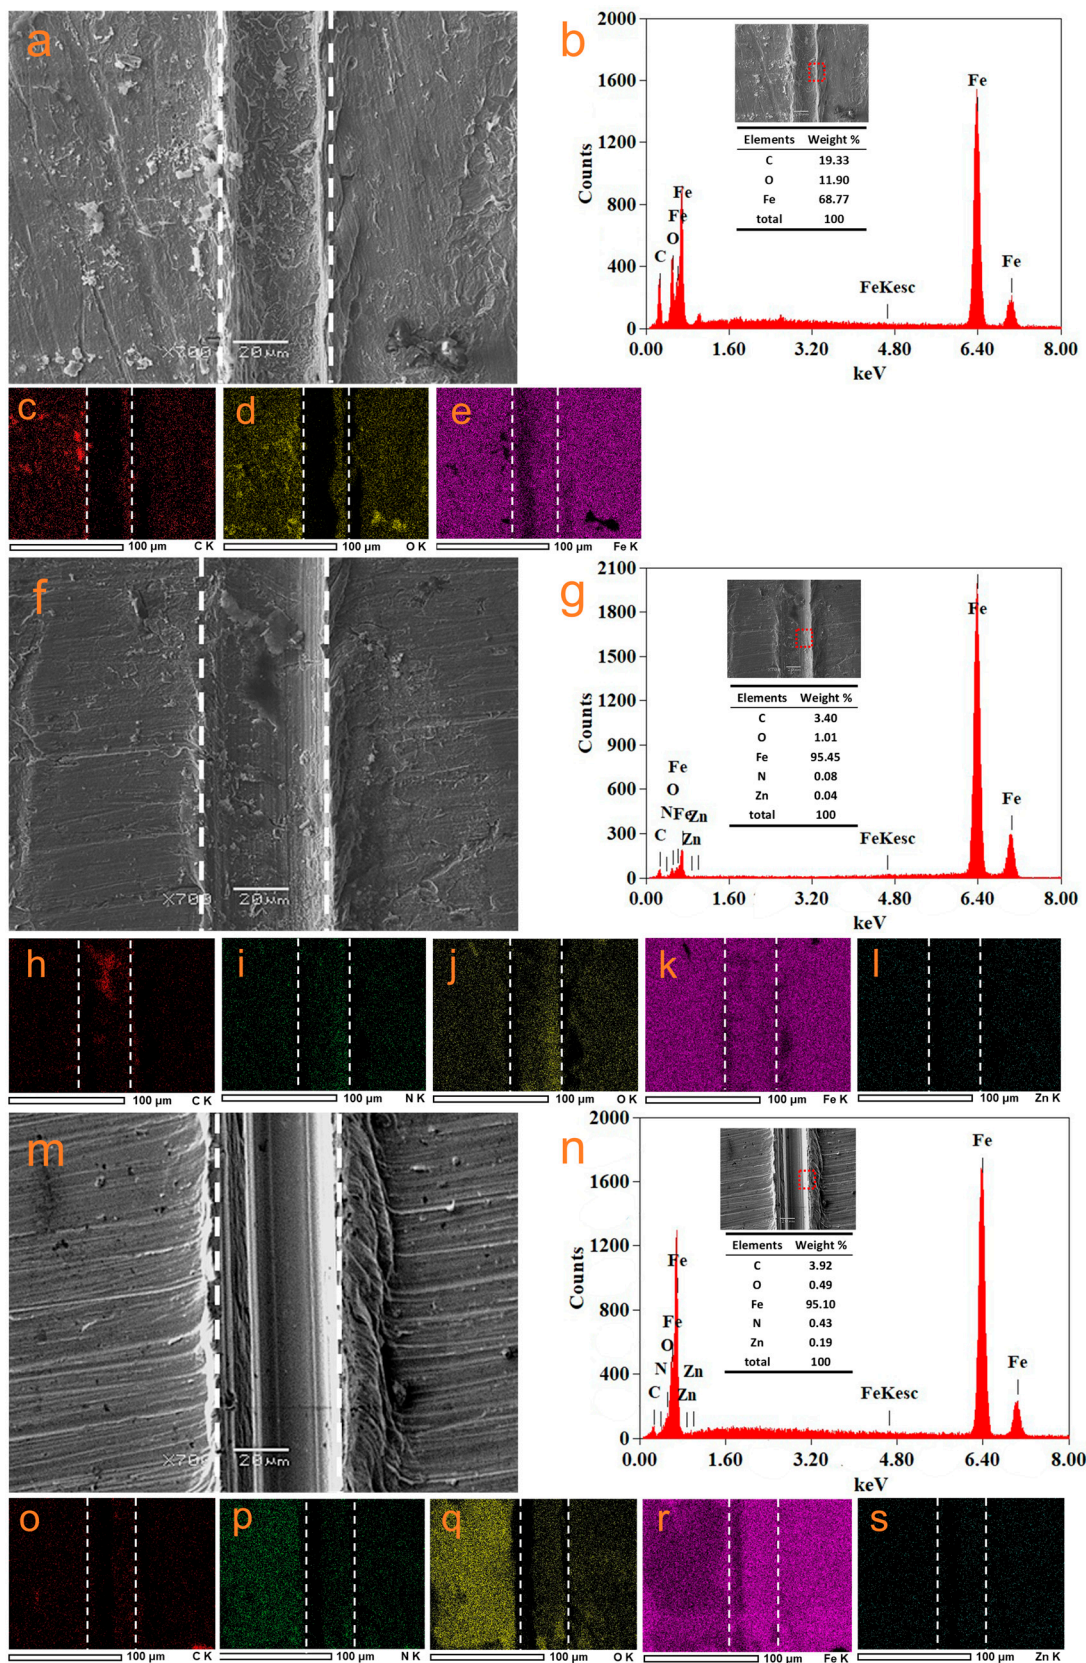 a
X700 20μm
b
2000
1600
1200
800
400
0
Counts
Fe
Fe
O
C
FeKesc
Fe
Fe
Elements Weight %
C 19.33
O 11.90
Fe 68.77
total 100
0.00 1.60 3.20 4.80 6.40 8.00
keV
c
100 μm C K
d
100 μm O K
e
100 μm Fe K
f
X700 20μm
g
2100
1800
1500
1200
900
600
300
0
Counts
Fe
O
N Fe Zn
C Zn
FeKesc
Fe
Fe
Elements Weight %
C 3.40
O 1.01
Fe 95.45
N 0.08
Zn 0.04
total 100
0.00 1.60 3.20 4.80 6.40 8.00
keV
h
100 μm C K
i
100 μm N K
j
100 μm O K
k
100 μm Fe K
l
100 μm Zn K
m
X700 20μm
n
2000
1600
1200
800
400
0
Counts
Fe
Fe
O
N Zn
C Zn
FeKesc
Fe
Fe
Elements Weight %
C 3.92
O 0.49
Fe 95.10
N 0.43
Zn 0.19
total 100
0.00 1.60 3.20 4.80 6.40 8.00
keV
o
100 μm C K
p
100 μm N K
q
100 μm O K
r
100 μm Fe K
s
100 μm Zn K